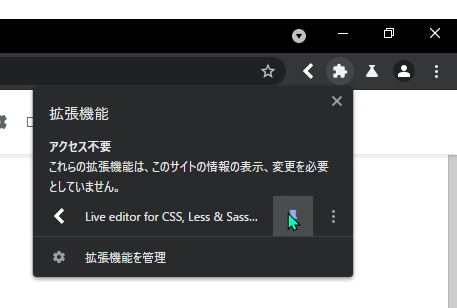 拡張機能
アクセス不要
これらの拡張機能は、このサイトの情報の表示、変更を必要
としていません。
Live editor for CSS, Less & Sass...
拡張機能を管理